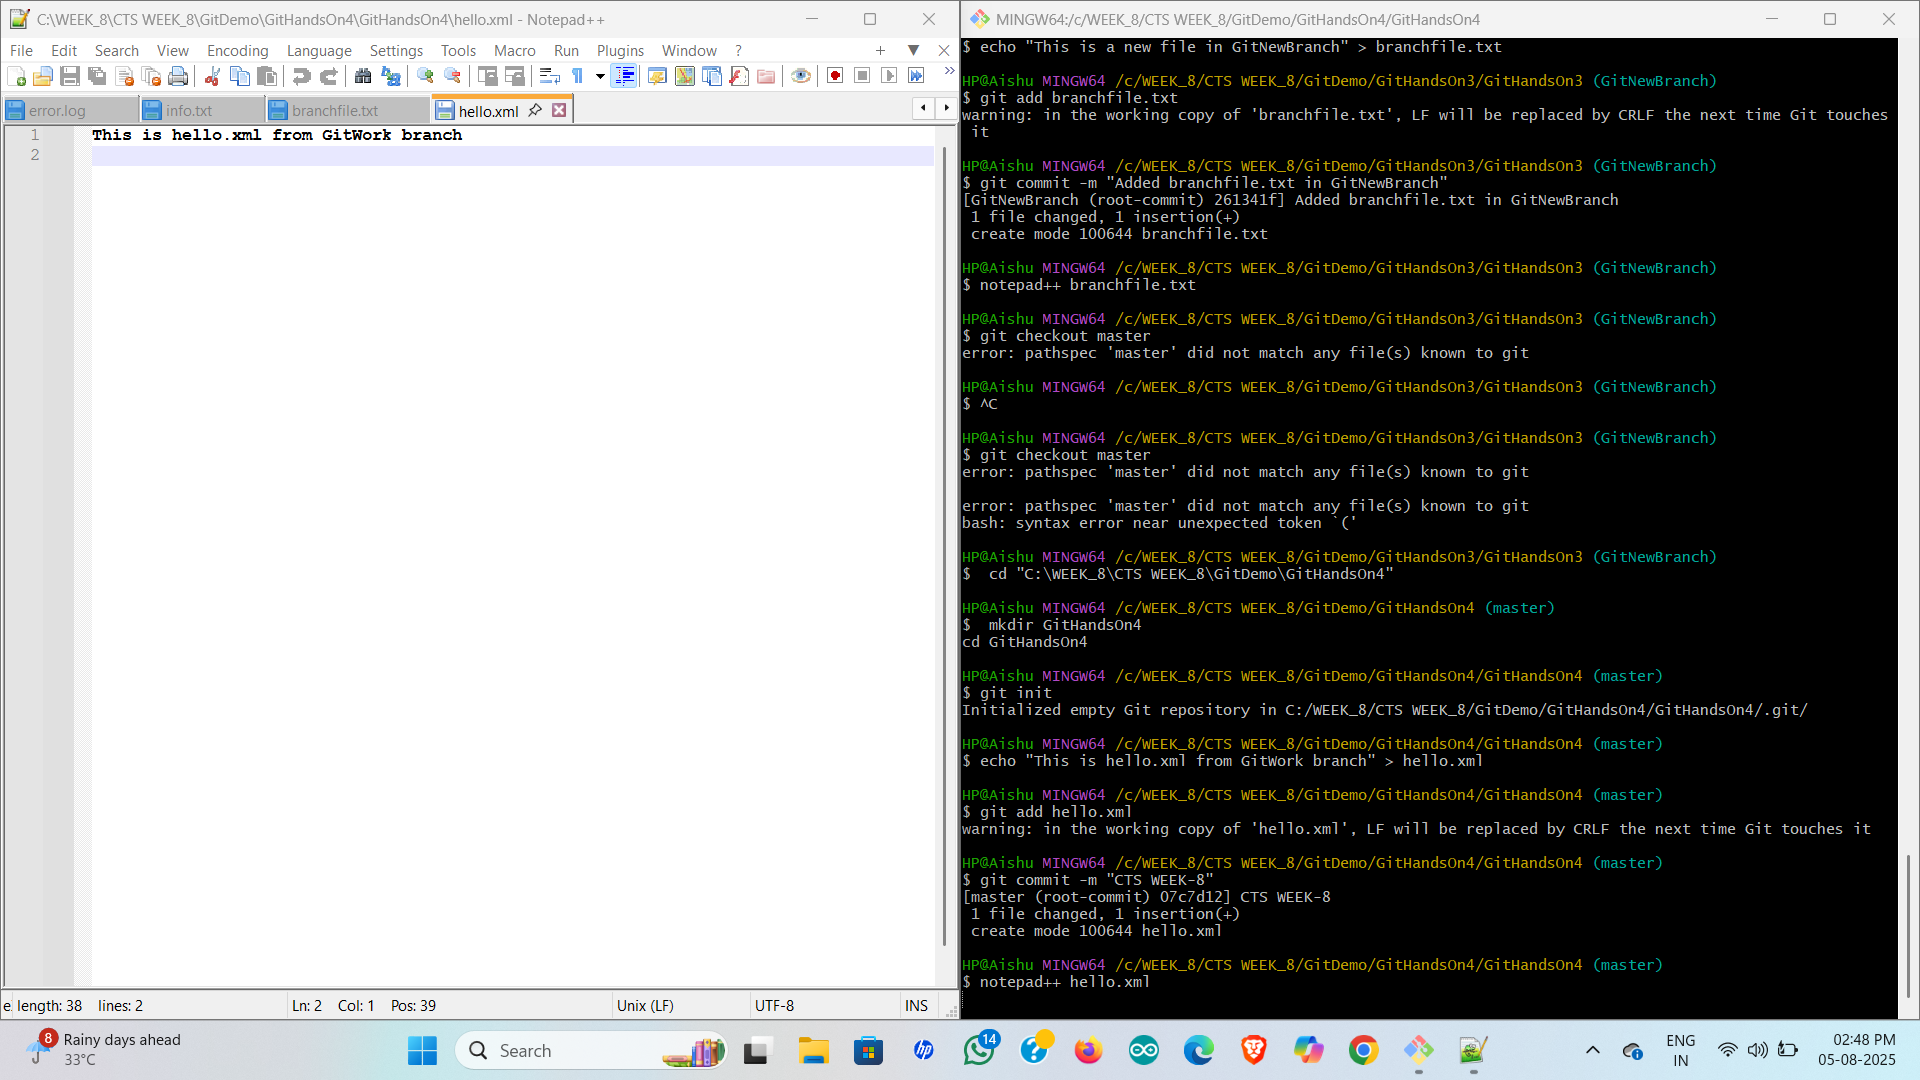 C:\WEEK_8\CTS WEEK_8\GitDemo\GitHandsOn4\GitHandsOn4\hello.xml - Notepad++
File Edit Search View Encoding Language Settings Tools Macro Run Plugins Window ?
error.log info.txt branchfile.txt hello.xml
1 This is hello.xml from GitWork branch
2
length: 38 lines: 2 Ln: 2 Col: 1 Pos: 39 Unix (LF) UTF-8 INS
MINGW64:/c/WEEK_8/CTS WEEK_8/GitDemo/GitHandsOn4/GitHandsOn4
$ echo "This is a new file in GitNewBranch" > branchfile.txt
HP@Aishu MINGW64 /c/WEEK_8/CTS WEEK_8/GitDemo/GitHandsOn3/GitHandsOn3 (GitNewBranch)
$ git add branchfile.txt
warning: in the working copy of 'branchfile.txt', LF will be replaced by CRLF the next time Git touches
it
HP@Aishu MINGW64 /c/WEEK_8/CTS WEEK_8/GitDemo/GitHandsOn3/GitHandsOn3 (GitNewBranch)
$ git commit -m "Added branchfile.txt in GitNewBranch"
[GitNewBranch (root-commit) 261341f] Added branchfile.txt in GitNewBranch
1 file changed, 1 insertion(+)
create mode 100644 branchfile.txt
HP@Aishu MINGW64 /c/WEEK_8/CTS WEEK_8/GitDemo/GitHandsOn3/GitHandsOn3 (GitNewBranch)
$ notepad++ branchfile.txt
HP@Aishu MINGW64 /c/WEEK_8/CTS WEEK_8/GitDemo/GitHandsOn3/GitHandsOn3 (GitNewBranch)
$ git checkout master
error: pathspec 'master' did not match any file(s) known to git
HP@Aishu MINGW64 /c/WEEK_8/CTS WEEK_8/GitDemo/GitHandsOn3/GitHandsOn3 (GitNewBranch)
$ ^C
HP@Aishu MINGW64 /c/WEEK_8/CTS WEEK_8/GitDemo/GitHandsOn3/GitHandsOn3 (GitNewBranch)
$ git checkout master
error: pathspec 'master' did not match any file(s) known to git
error: pathspec 'master' did not match any file(s) known to git
bash: syntax error near unexpected token `('
HP@Aishu MINGW64 /c/WEEK_8/CTS WEEK_8/GitDemo/GitHandsOn3/GitHandsOn3 (GitNewBranch)
$  cd "C:\WEEK_8\CTS WEEK_8\GitDemo\GitHandsOn4"
HP@Aishu MINGW64 /c/WEEK_8/CTS WEEK_8/GitDemo/GitHandsOn4 (master)
$  mkdir GitHandsOn4
cd GitHandsOn4
HP@Aishu MINGW64 /c/WEEK_8/CTS WEEK_8/GitDemo/GitHandsOn4/GitHandsOn4 (master)
$ git init
Initialized empty Git repository in C:/WEEK_8/CTS WEEK_8/GitDemo/GitHandsOn4/GitHandsOn4/.git/
HP@Aishu MINGW64 /c/WEEK_8/CTS WEEK_8/GitDemo/GitHandsOn4/GitHandsOn4 (master)
$ echo "This is hello.xml from GitWork branch" > hello.xml
HP@Aishu MINGW64 /c/WEEK_8/CTS WEEK_8/GitDemo/GitHandsOn4/GitHandsOn4 (master)
$ git add hello.xml
warning: in the working copy of 'hello.xml', LF will be replaced by CRLF the next time Git touches it
HP@Aishu MINGW64 /c/WEEK_8/CTS WEEK_8/GitDemo/GitHandsOn4/GitHandsOn4 (master)
$ git commit -m "CTS WEEK-8"
[master (root-commit) 07c7d12] CTS WEEK-8
1 file changed, 1 insertion(+)
create mode 100644 hello.xml
HP@Aishu MINGW64 /c/WEEK_8/CTS WEEK_8/GitDemo/GitHandsOn4/GitHandsOn4 (master)
$ notepad++ hello.xml
8 Rainy days ahead
33°C
Search
hp
14
ENG
IN
02:48 PM
05-08-2025